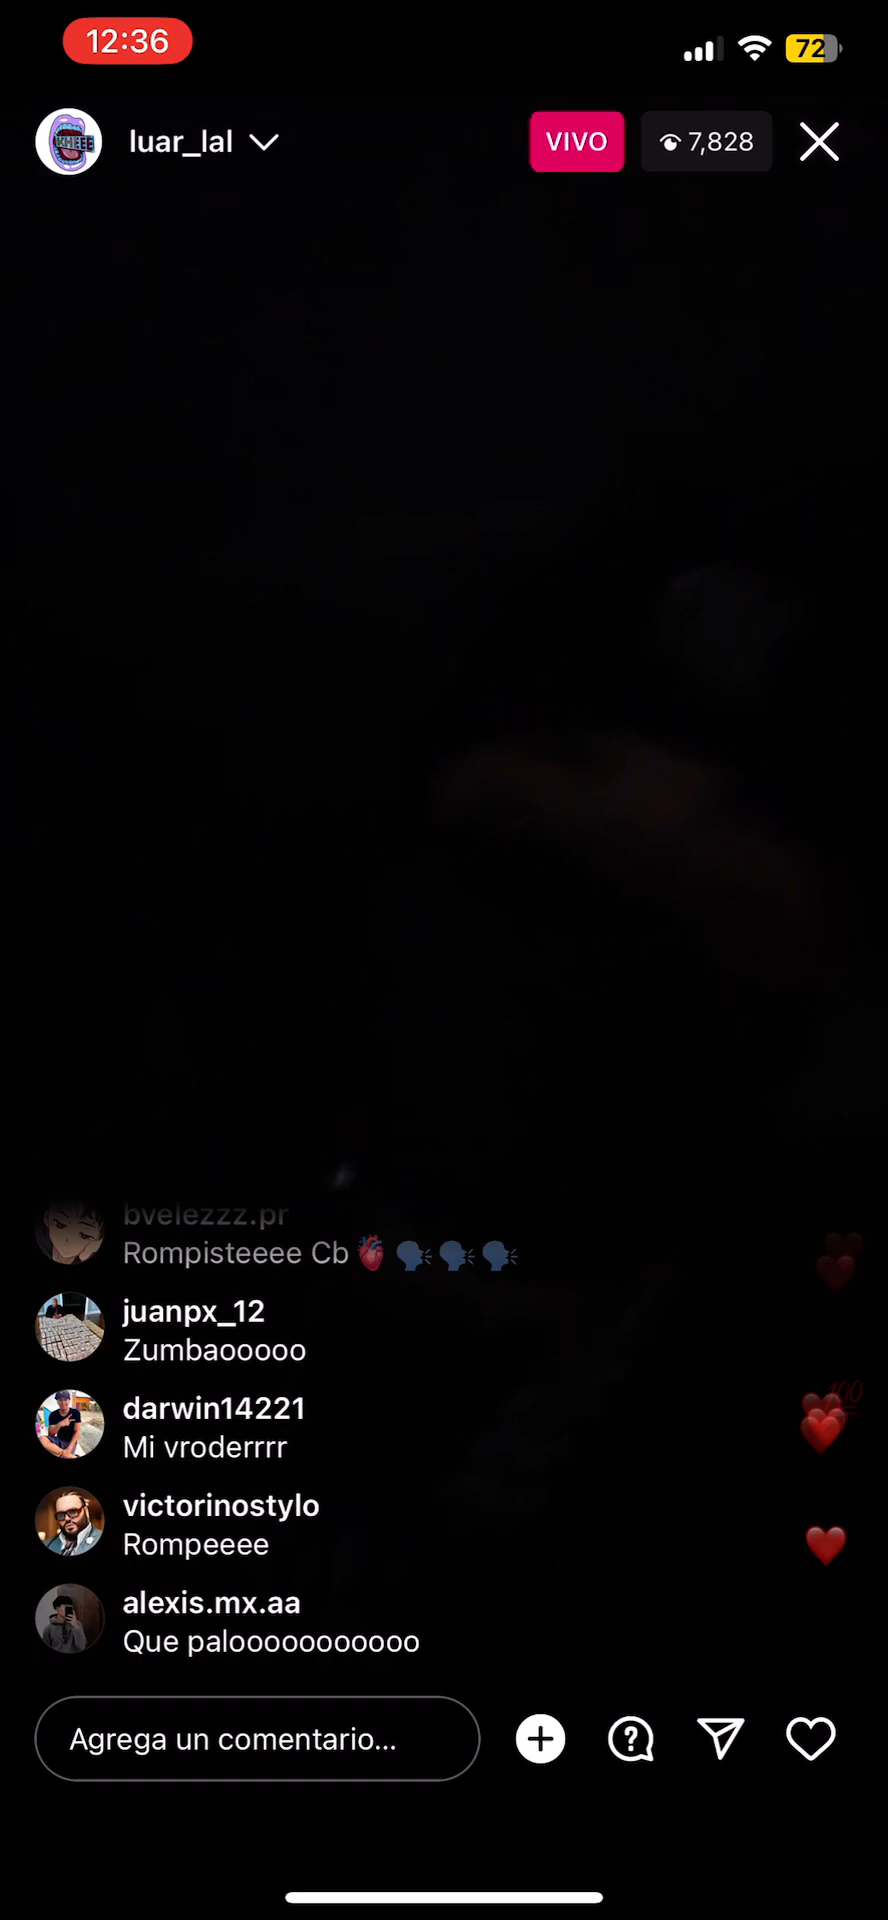 12:36
72
KHEEE
luar_lal
VIVO
7,828
bvelezzz.pr
Rompisteeee Cb 🫀 🗣️ 🗣️ 🗣️
juanpx_12
Zumbaooooo
darwin14221
Mi vroderrrr
victorinostylo
Rompeeee
alexis.mx.aa
Que palooooooooooo
Agrega un comentario...